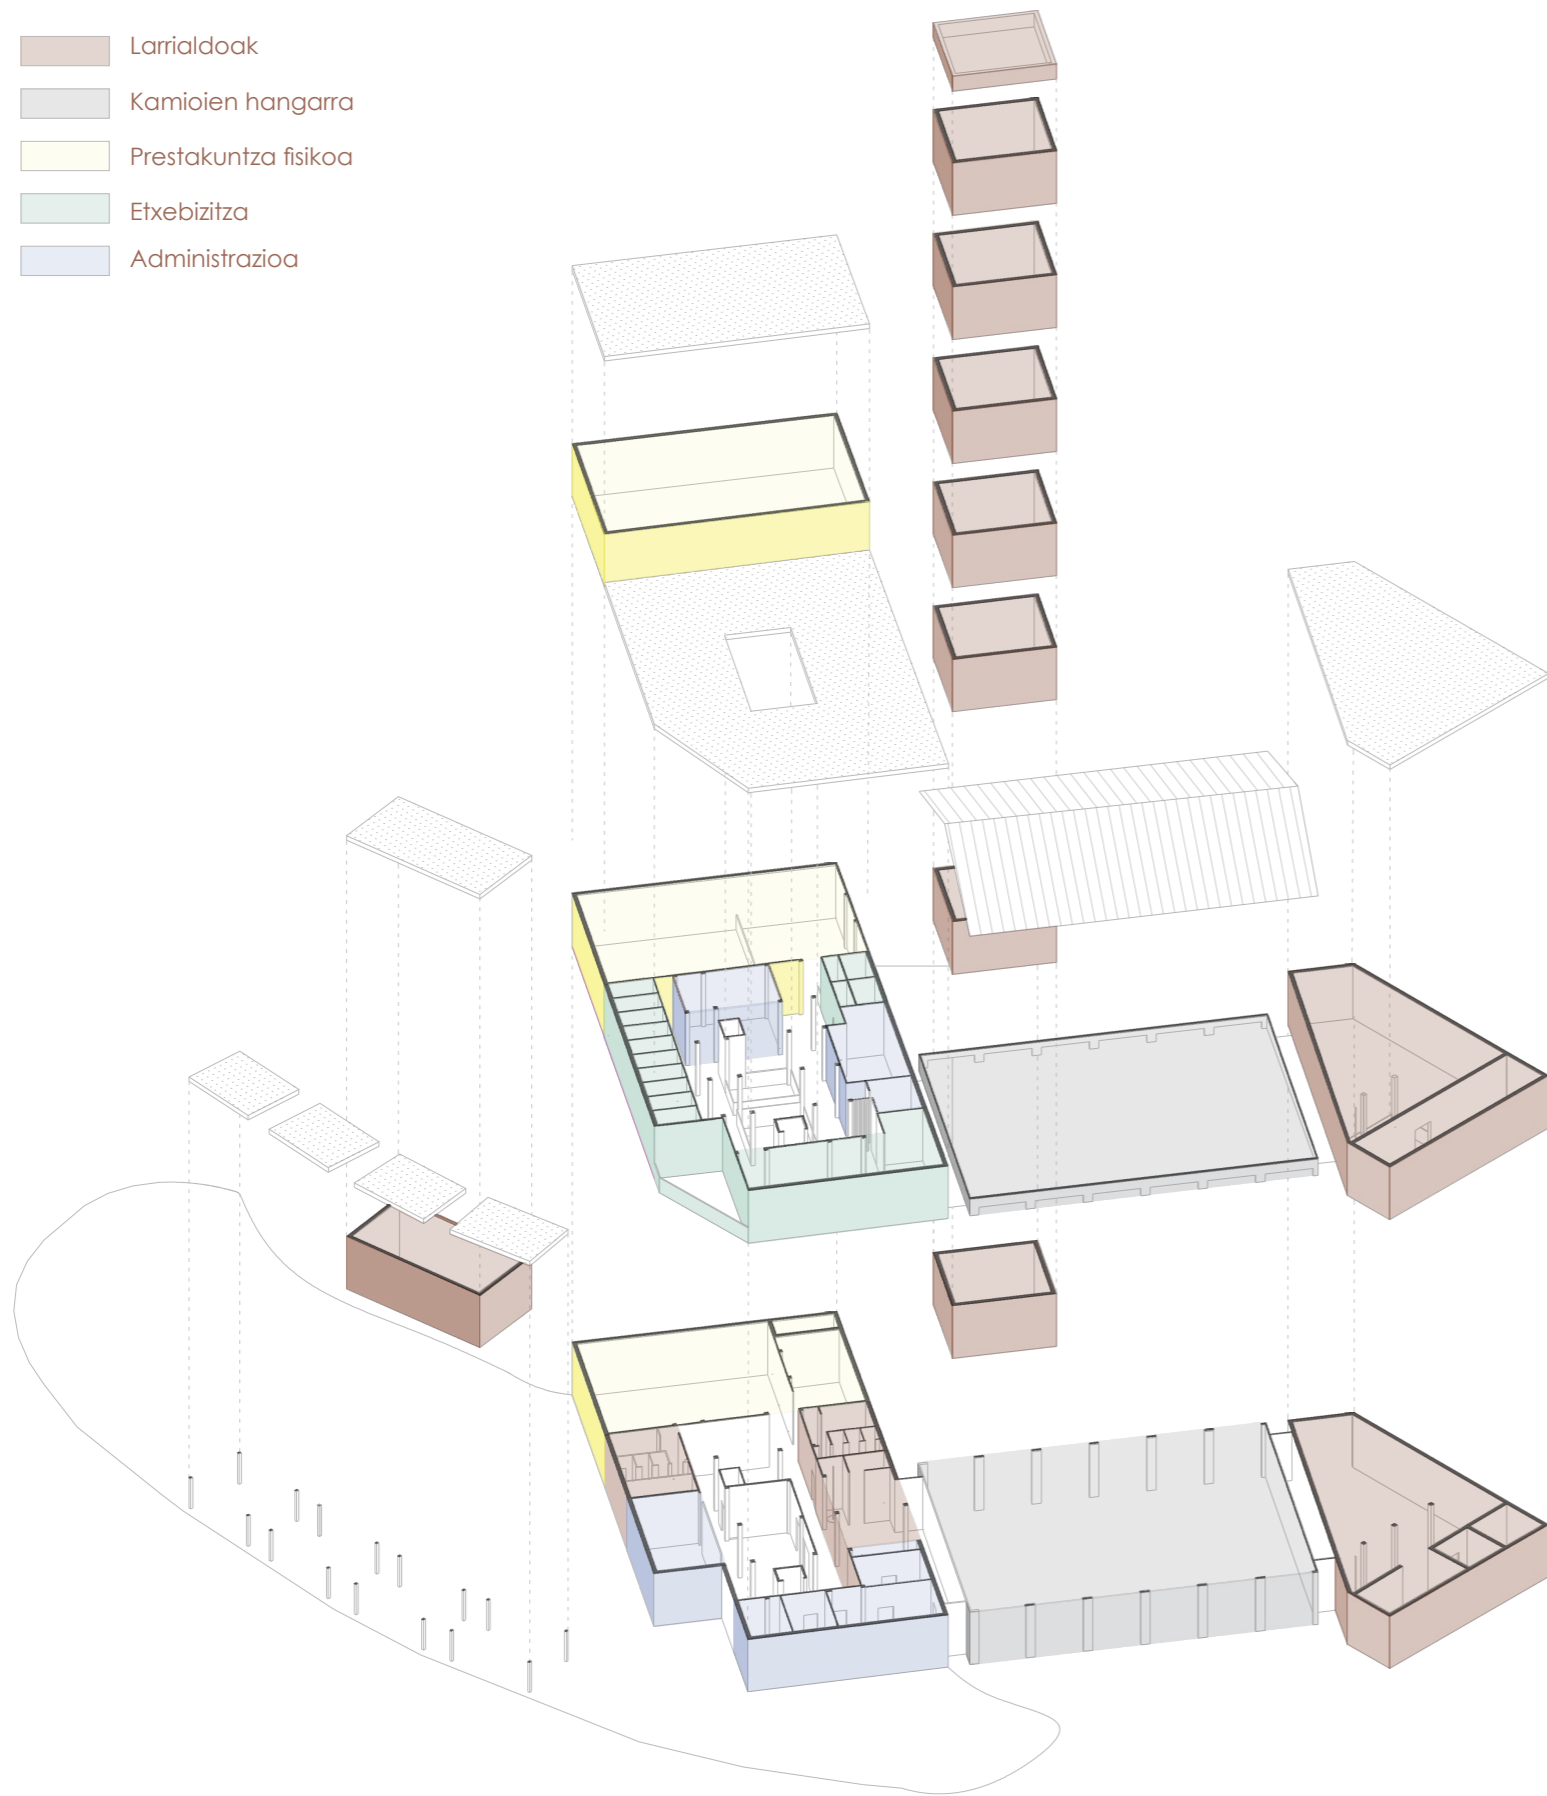 Larrialdoak
Kamioien hangarra
Prestakuntza fisikoa
Etxebizitza
Administrazioa